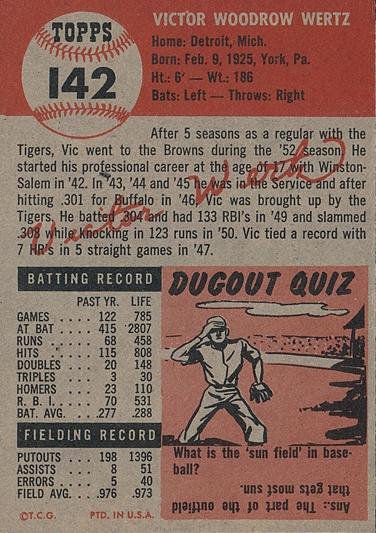 TOPPS
142
VICTOR WOODROW WERTZ
Home: Detroit, Mich.
Born: Feb. 9, 1925, York, Pa.
Ht.: 6' — Wt.: 186
Bats: Left — Throws: Right
After 5 seasons as a regular with the
Tigers, Vic went to the Browns during the '52 season. He
started his professional career at the age of 17 with Winston-
Salem in '42. In '43, '44 and '45 he was in the Service and after
hitting .301 for Buffalo in '46, Vic was brought up by the
Tigers. He batted .304 and had 133 RBI's in '49 and slammed
.308 while knocking in 123 runs in '50. Vic tied a record with
7 HR's in 5 straight games in '47.
Victor Wertz
BATTING RECORD
PAST YR. LIFE
GAMES .... 122 785
AT BAT .... 415 2807
RUNS .... 68 458
HITS .... 115 808
DOUBLES .. 20 148
TRIPLES ... 3 30
HOMERS .. 23 110
R. B. I. .... 70 531
BAT. AVG. .. .277 .288
FIELDING RECORD
PUTOUTS .. 198 1396
ASSISTS ... 8 51
ERRORS ... 5 40
FIELD AVG. .976 .973
©T.C.G. PTD. IN U.S.A.
DUGOUT QUIZ
What is the 'sun field' in base-
ball?
Ans.: The part of the outfield
that gets most sun.